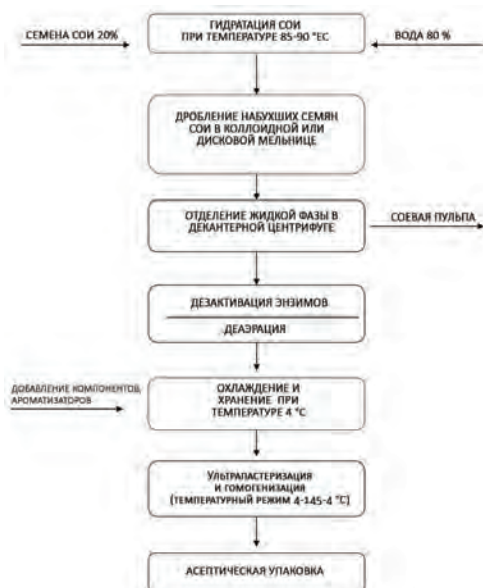 ГИДРАТАЦИЯ СОИ
ПРИ ТЕМПЕРАТУРЕ 85-90 °ЕС
СЕМЕНА СОИ 20%
ВОДА 80 %
ДРОБЛЕНИЕ НАБУХШИХ СЕМЯН
СОИ В КОЛЛОИДНОЙ ИЛИ
ДИСКОВОЙ МЕЛЬНИЦЕ
ОТДЕЛЕНИЕ ЖИДКОЙ ФАЗЫ В
ДЕКАНТЕРНОЙ ЦЕНТРИФУГЕ
СОЕВАЯ ПУЛЬПА
ДЕЗАКТИВАЦИЯ ЭНЗИМОВ
ДЕАЭРАЦИЯ
ДОБАВЛЕНИЕ КОМПОНЕНТОВ,
АРОМАТИЗАТОРОВ
ОХЛАЖДЕНИЕ И
ХРАНЕНИЕ ПРИ
ТЕМПЕРАТУРЕ 4 °С
УЛЬТРАПАСТЕРИЗАЦИЯ
И ГОМОГЕНИЗАЦИЯ
(ТЕМПЕРАТУРНЫЙ РЕЖИМ 4-145-4 °С)
АСЕПТИЧЕСКАЯ УПАКОВКА